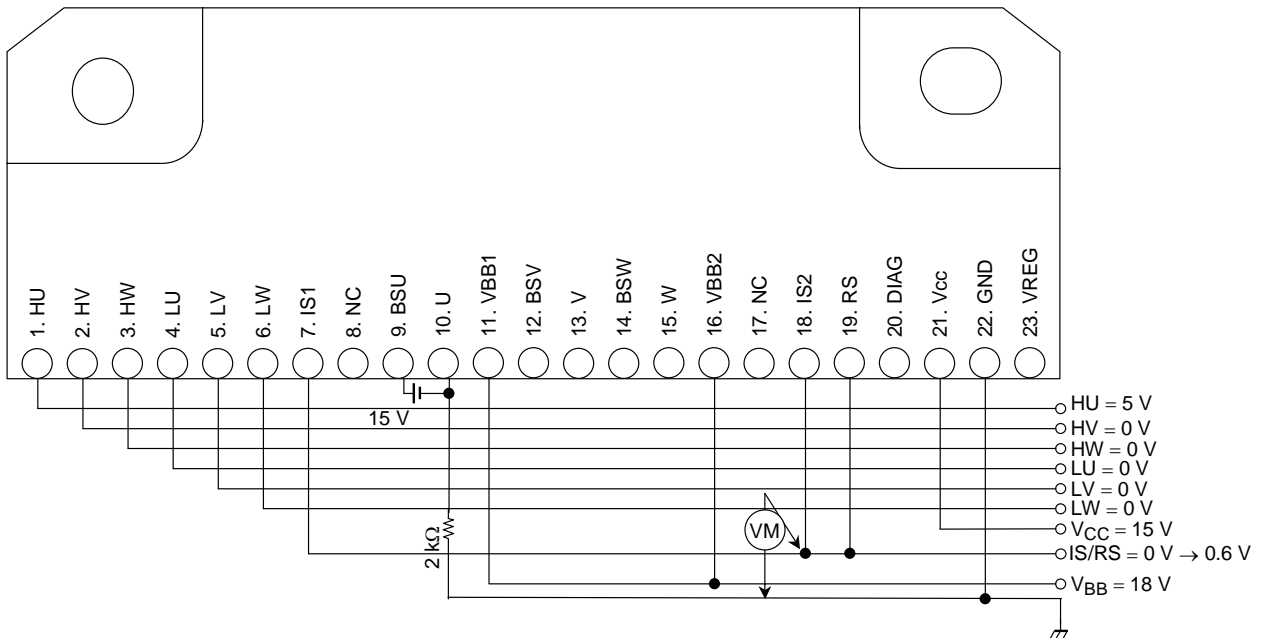 1. HU
2. HV
3. HW
4. LU
5. LV
6. LW
7. IS1
8. NC
9. BSU
10. U
11. VBB1
12. BSV
13. V
14. BSW
15. W
16. VBB2
17. NC
18. IS2
19. RS
20. DIAG
21. Vcc
22. GND
23. VREG
15 V
HU = 5 V
HV = 0 V
HW = 0 V
LU = 0 V
LV = 0 V
LW = 0 V
2 kΩ
VM
VCC = 15 V
IS/RS = 0 V → 0.6 V
VBB = 18 V